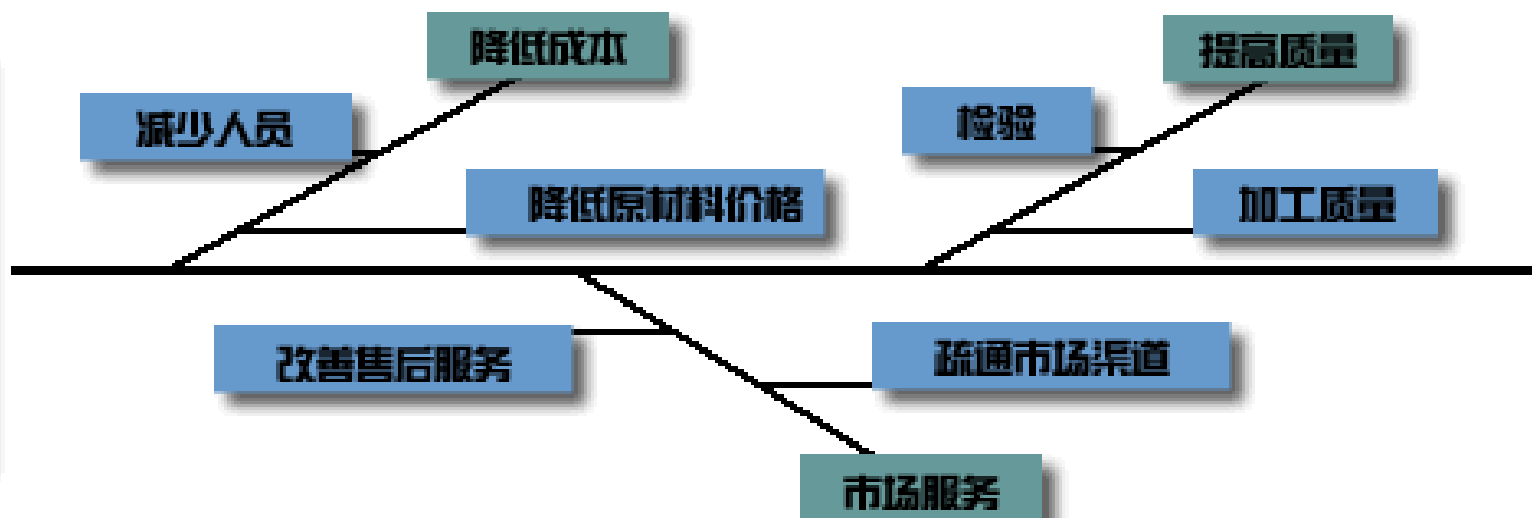 降低成本
提高质量
减少人员
检验
降低原材料价格
加工质量
改善售后服务
疏通市场渠道
市场服务